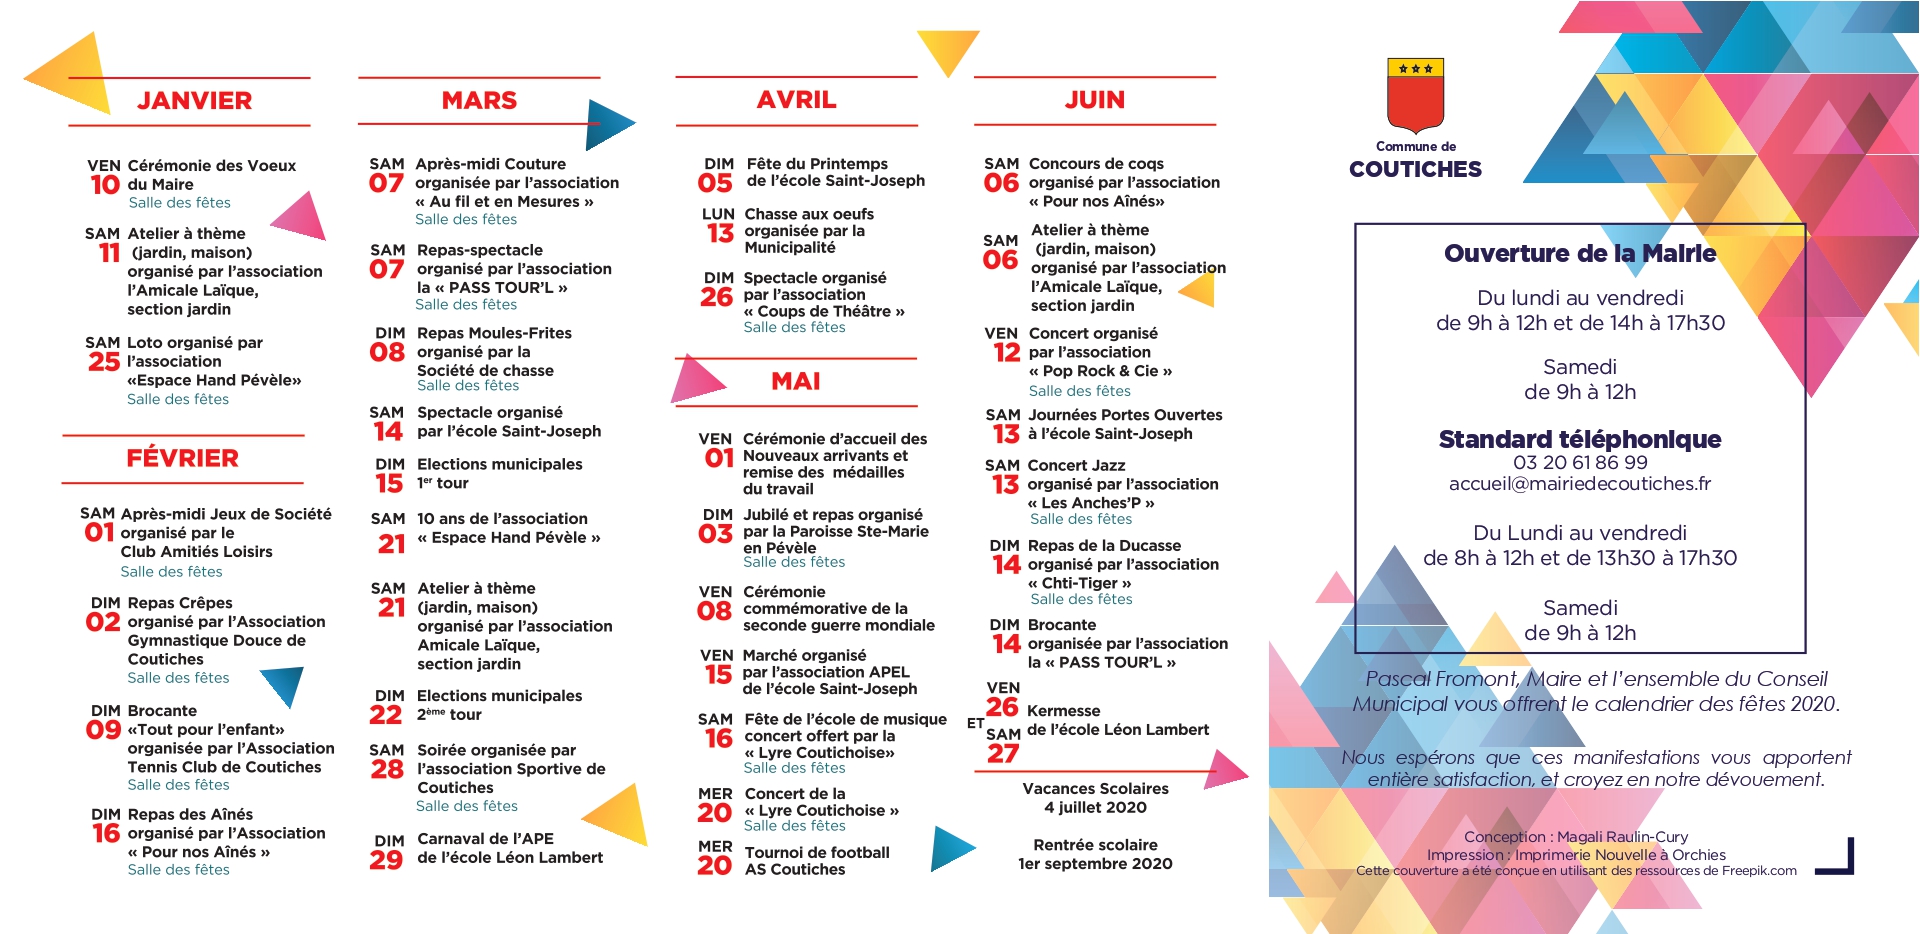 JANVIER
VEN Cérémonie des Voeux
10 du Maire
Salle des fêtes
SAM Atelier à thème
11 (jardin, maison)
organisé par l’association
l’Amicale Laïque,
section jardin
SAM Loto organisé par
25 l’association
«Espace Hand Pévèle»
Salle des fêtes
FÉVRIER
SAM Après-midi Jeux de Société
01 organisé par le
Club Amitiés Loisirs
Salle des fêtes
DIM Repas Crêpes
02 organisé par l’Association
Gymnastique Douce de
Coutiches
Salle des fêtes
DIM Brocante
09 «Tout pour l’enfant»
organisée par l’Association
Tennis Club de Coutiches
Salle des fêtes
DIM Repas des Aînés
16 organisé par l’Association
« Pour nos Aînés »
Salle des fêtes
MARS
SAM Après-midi Couture
07 organisée par l’association
« Au fil et en Mesures »
Salle des fêtes
SAM Repas-spectacle
07 organisé par l’association
la « PASS TOUR’L »
Salle des fêtes
DIM Repas Moules-Frites
08 organisé par la
Société de chasse
Salle des fêtes
SAM Spectacle organisé
14 par l’école Saint-Joseph
DIM Elections municipales
15 1er tour
SAM 10 ans de l’association
21 « Espace Hand Pévèle »
SAM Atelier à thème
21 (jardin, maison)
organisé par l’association
Amicale Laïque,
section jardin
DIM Elections municipales
22 2ème tour
SAM Soirée organisée par
28 l’association Sportive de
Coutiches
Salle des fêtes
DIM Carnaval de l’APE
29 de l’école Léon Lambert
AVRIL
DIM Fête du Printemps
05 de l’école Saint-Joseph
LUN Chasse aux oeufs
13 organisée par la
Municipalité
DIM Spectacle organisé
26 par l’association
« Coups de Théâtre »
Salle des fêtes
MAI
VEN Cérémonie d’accueil des
01 Nouveaux arrivants et
remise des médailles
du travail
DIM Jubilé et repas organisé
03 par la Paroisse Ste-Marie
en Pévèle
Salle des fêtes
VEN Cérémonie
08 commémorative de la
seconde guerre mondiale
VEN Marché organisé
15 par l’association APEL
de l’école Saint-Joseph
SAM Fête de l’école de musique
16 concert offert par la
« Lyre Coutichoise»
Salle des fêtes
MER Concert de la
20 « Lyre Coutichoise »
Salle des fêtes
MER Tournoi de football
20 AS Coutiches
JUIN
SAM Concours de coqs
06 organisé par l’association
« Pour nos Aînés»
SAM Atelier à thème
06 (jardin, maison)
organisé par l’association
l’Amicale Laïque,
section jardin
VEN Concert organisé
12 par l’association
« Pop Rock & Cie »
Salle des fêtes
SAM Journées Portes Ouvertes
13 à l’école Saint-Joseph
SAM Concert Jazz
13 organisé par l’association
« Les Anches’P »
Salle des fêtes
DIM Repas de la Ducasse
14 organisé par l’association
« Chti-Tiger »
Salle des fêtes
DIM Brocante
14 organisée par l’association
la « PASS TOUR’L »
VEN
26 Kermesse
ET de l’école Léon Lambert
SAM
27
Vacances Scolaires
4 juillet 2020
Rentrée scolaire
1er septembre 2020
Commune de
COUTICHES
Ouverture de la Mairie
Du lundi au vendredi
de 9h à 12h et de 14h à 17h30
Samedi
de 9h à 12h
Standard téléphonique
03 20 61 86 99
accueil@mairiedecoutiches.fr
Du Lundi au vendredi
de 8h à 12h et de 13h30 à 17h30
Samedi
de 9h à 12h
Pascal Fromont, Maire et l’ensemble du Conseil
Municipal vous offrent le calendrier des fêtes 2020.
Nous espérons que ces manifestations vous apportent
entière satisfaction, et croyez en notre dévouement.
Conception : Magali Raulin-Cury
Impression : Imprimerie Nouvelle à Orchies
Cette couverture a été conçue en utilisant des ressources de Freepik.com